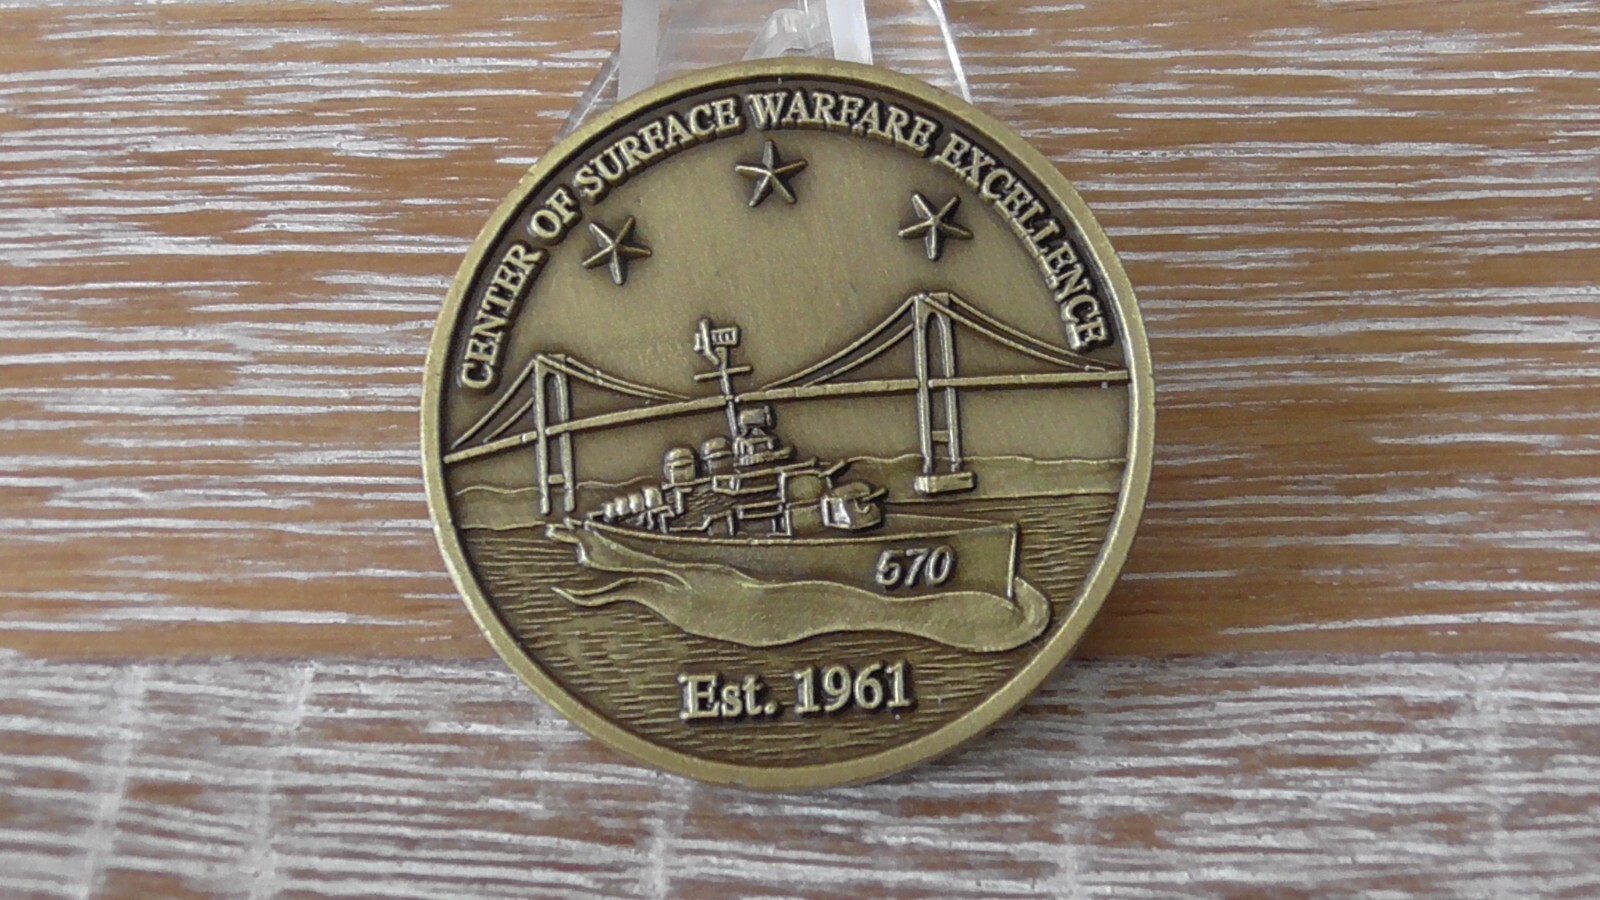 CENTER OF SURFACE WARFARE EXCELLENCE
570
Est. 1961